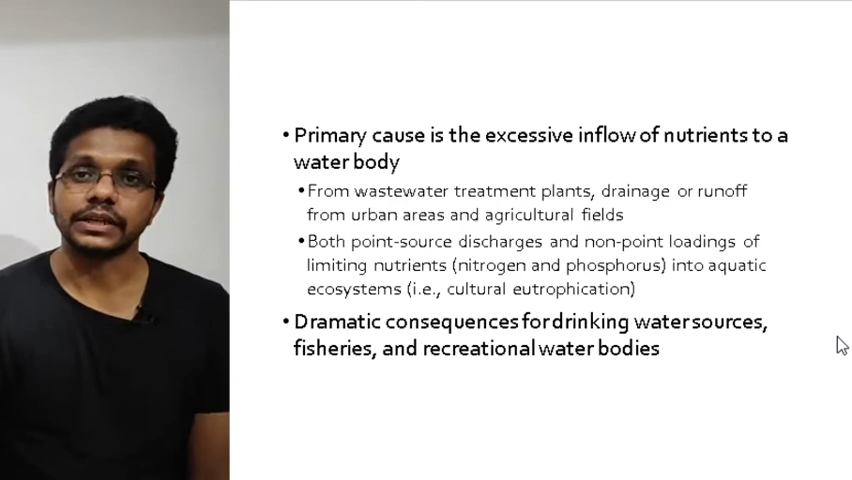 • Primary cause is the excessive inflow of nutrients to a
water body
• From wastewater treatment plants, drainage or runoff
from urban areas and agricultural fields
• Both point-source discharges and non-point loadings of
limiting nutrients (nitrogen and phosphorus) into aquatic
ecosystems (i.e., cultural eutrophication)
• Dramatic consequences for drinking water sources,
fisheries, and recreational water bodies